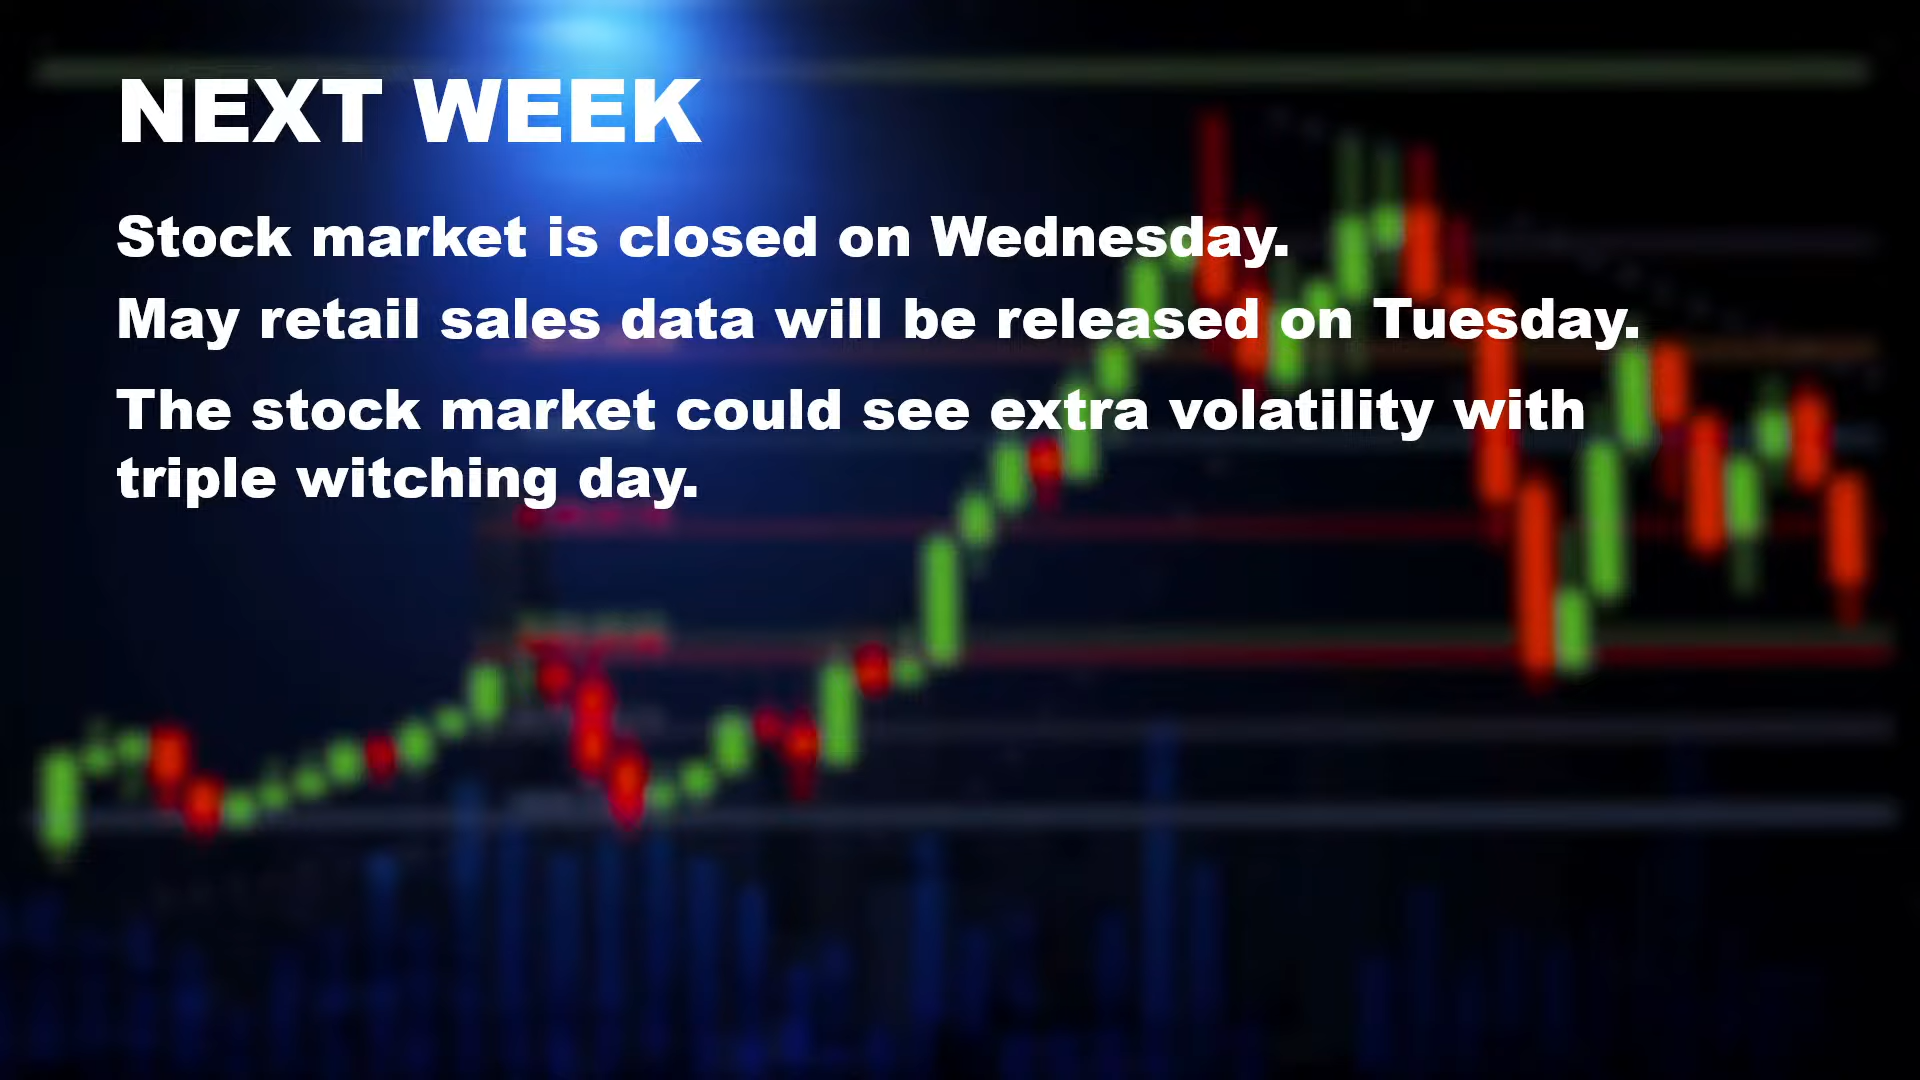 NEXT WEEK
Stock market is closed on Wednesday.
May retail sales data will be released on Tuesday.
The stock market could see extra volatility with
triple witching day.